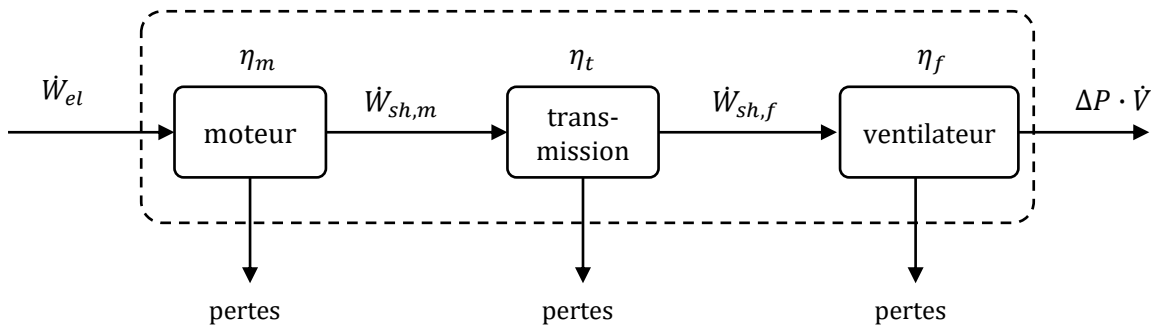 η_m
η_t
η_f
Ẇ_el
Ẇ_sh,m
Ẇ_sh,f
ΔP · V̇
moteur
trans-
mission
ventilateur
pertes
pertes
pertes